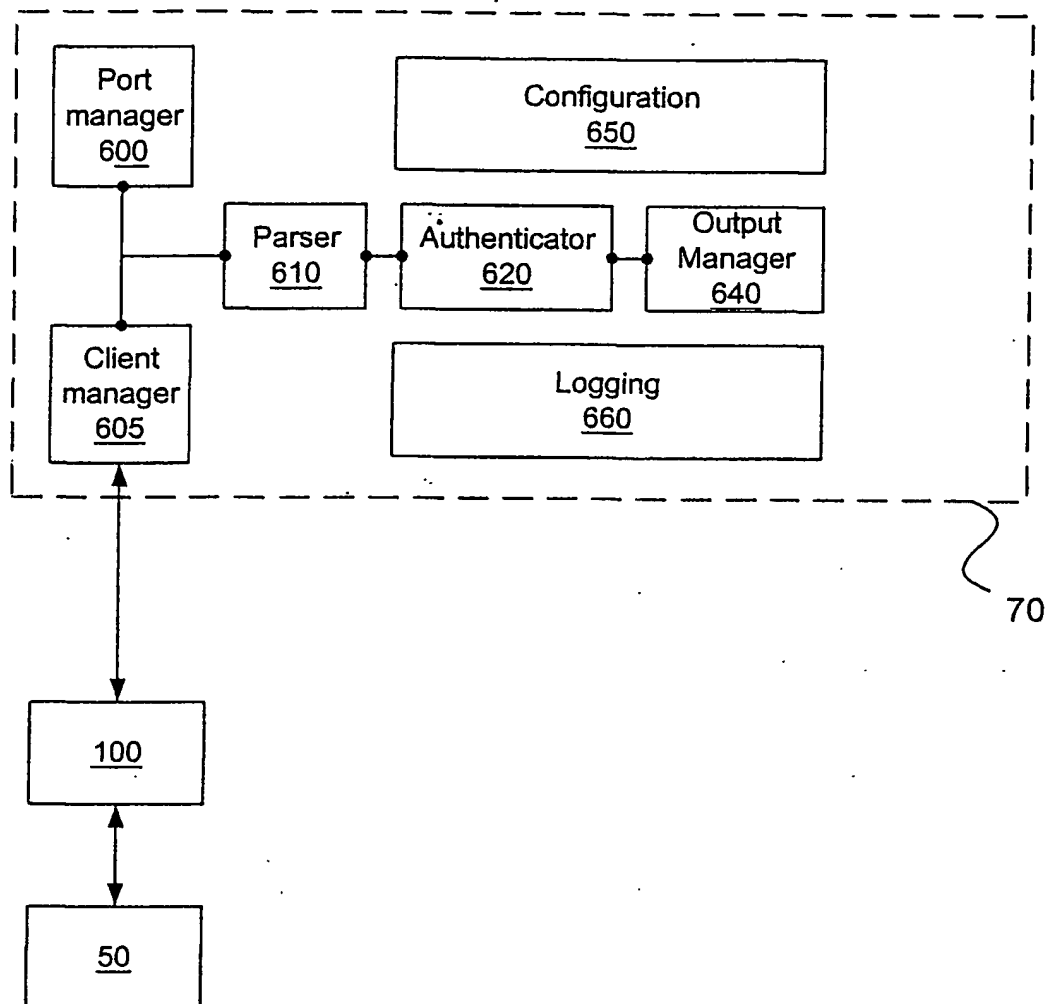 Port
manager
600
Configuration
650
Parser
610
Authenticator
620
Output
Manager
640
Client
manager
605
Logging
660
70
100
50